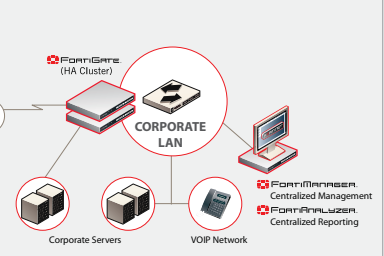 FORTIGATE
(HA Cluster)
CORPORATE
LAN
FORTIMANAGER
Centralized Management
FORTIANALYZER
Centralized Reporting
Corporate Servers
VOIP Network